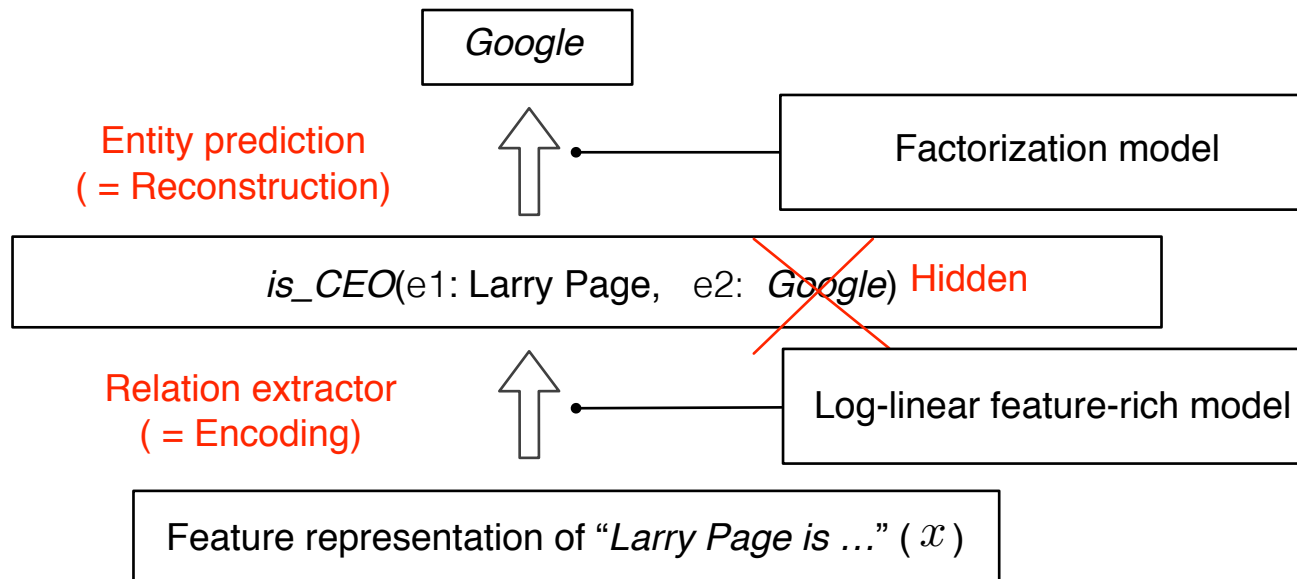 Google
Entity prediction
( = Reconstruction)
Factorization model
is_CEO(e1: Larry Page, e2: Google) Hidden
Relation extractor
( = Encoding)
Log-linear feature-rich model
Feature representation of “Larry Page is …” ( x )